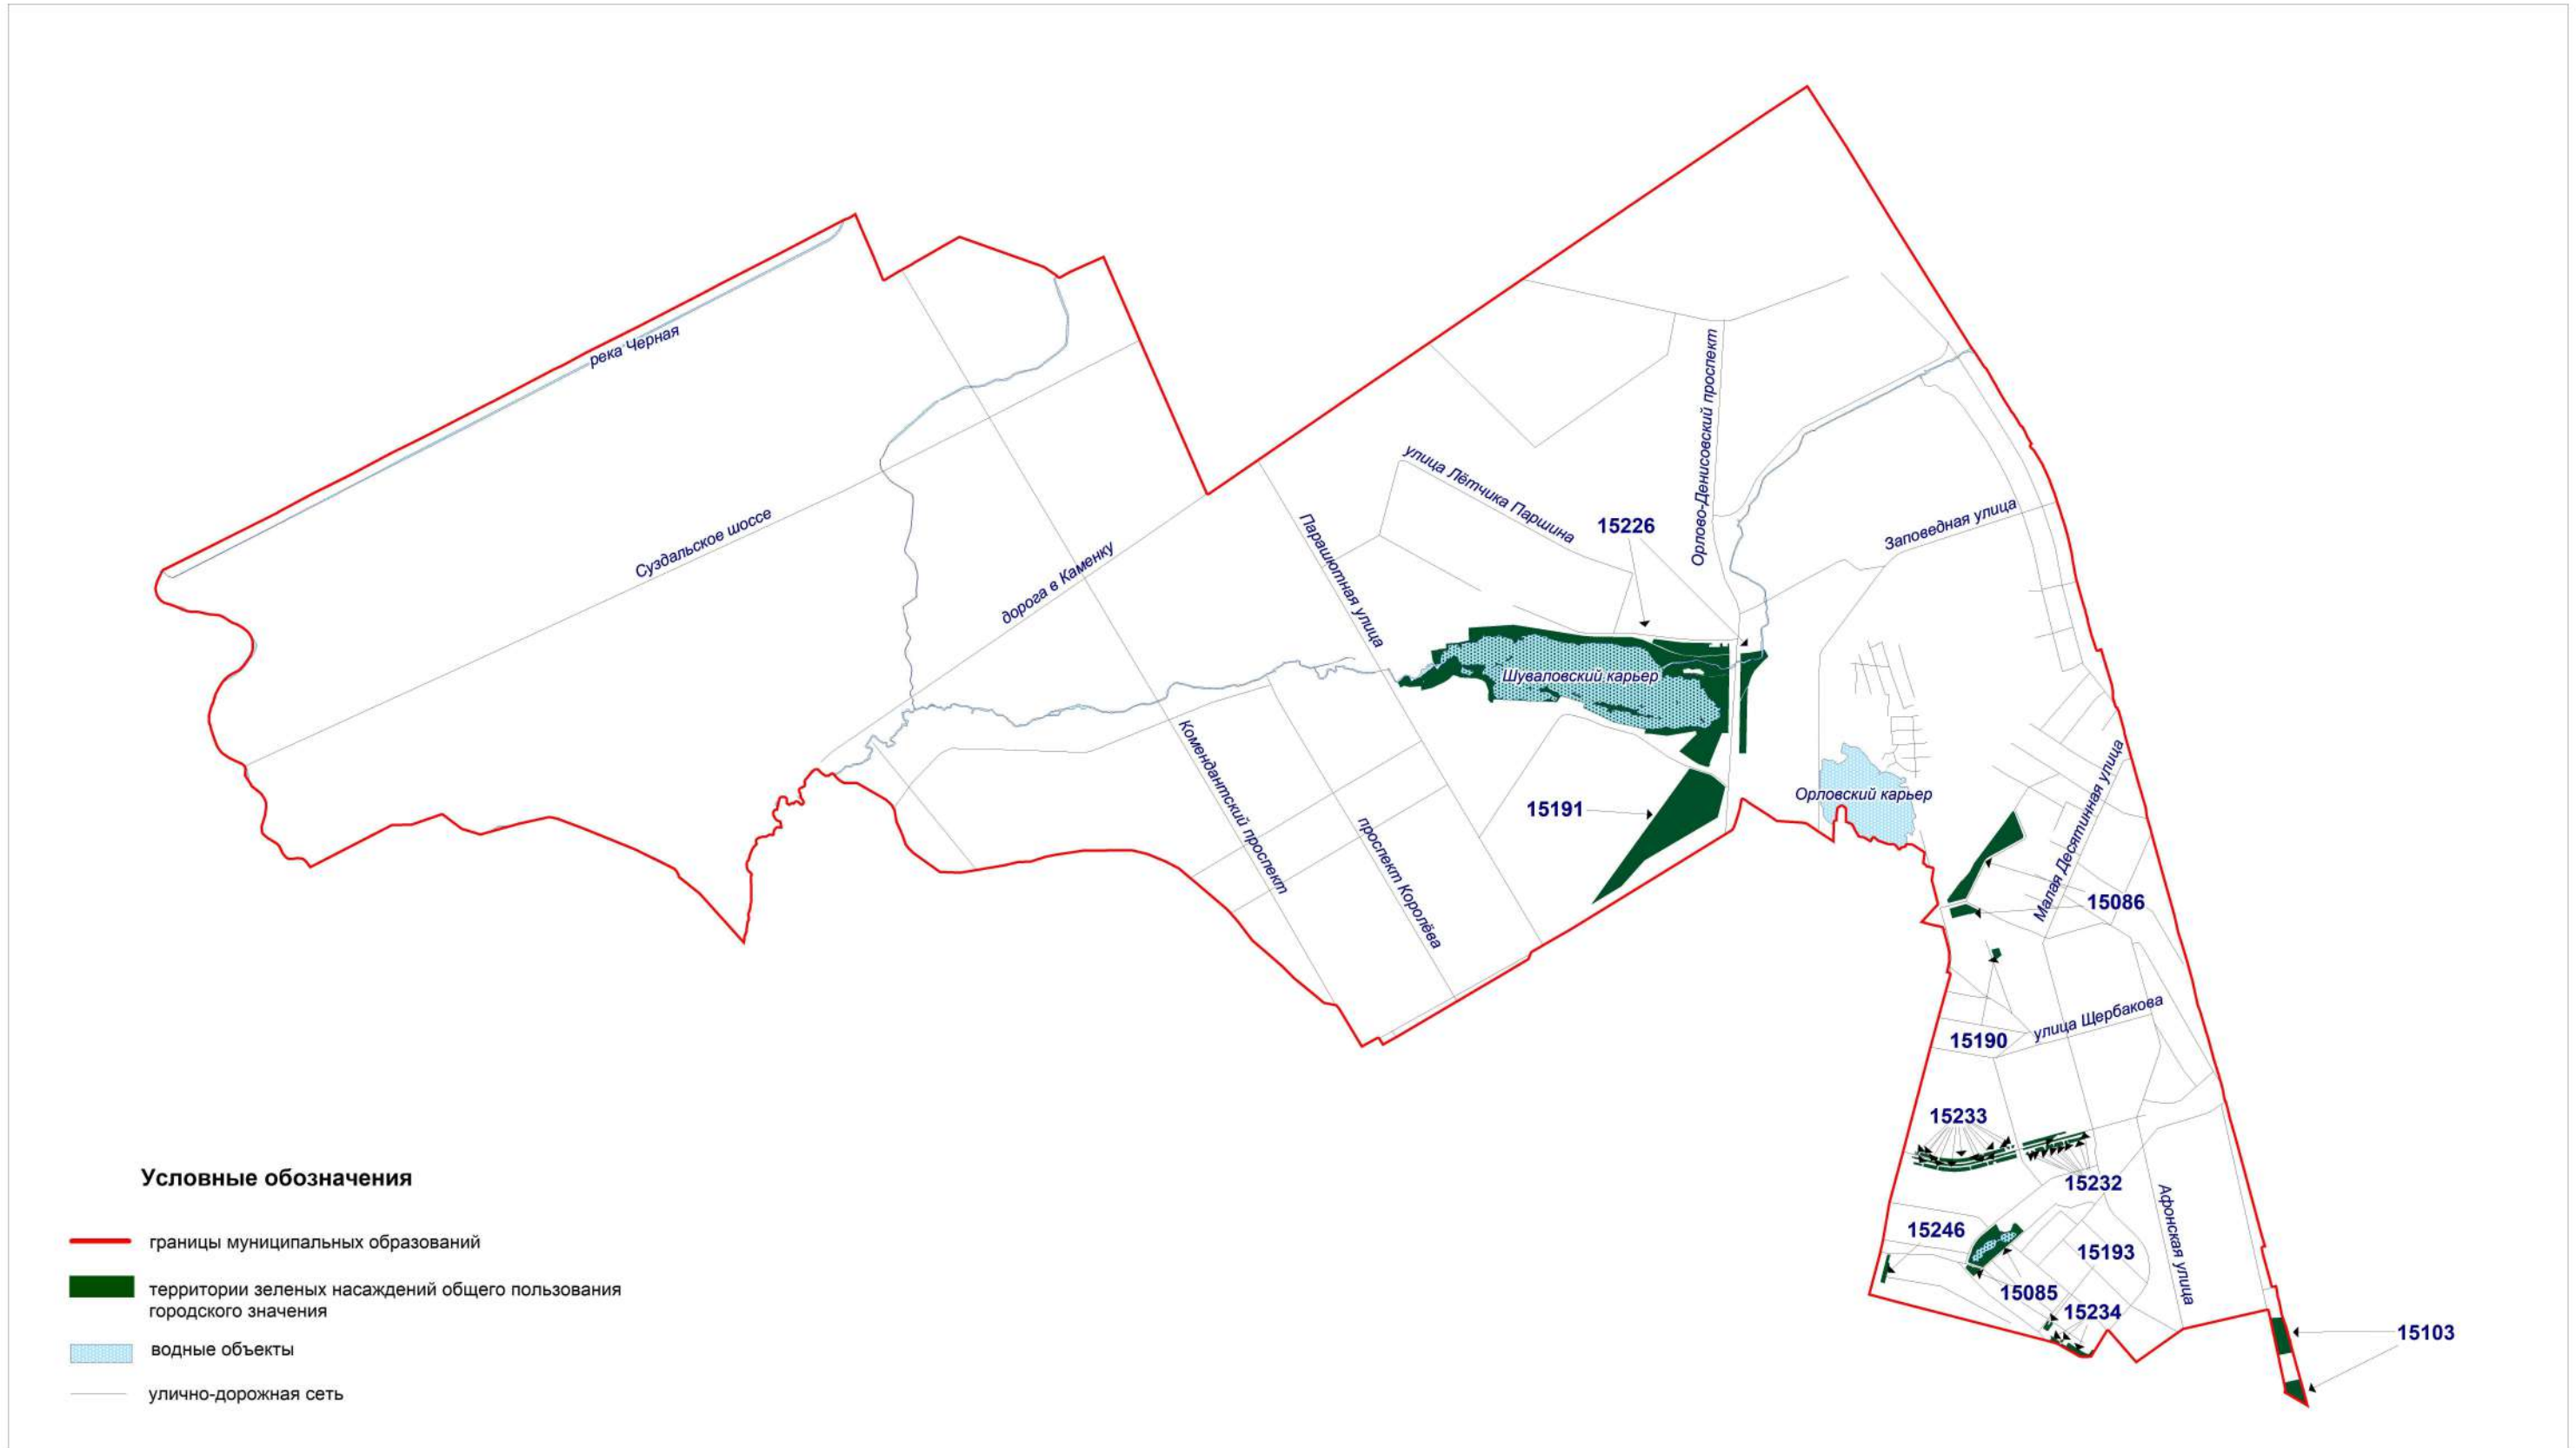 река Черная
Суздальское шоссе
дорога в Каменку
Парашютная улица
улица Лётчика Паршина
15226
Орлово-Денисовский проспект
Заповедная улица
Шуваловский карьер
Комендантский проспект
проспект Королёва
15191
Орловский карьер
Малая Десятинная улица
15086
15190
улица Щербакова
15233
15232
15246
15193
15085
15234
Афонская улица
15103
Условные обозначения
границы муниципальных образований
территории зеленых насаждений общего пользования
городского значения
водные объекты
улично-дорожная сеть